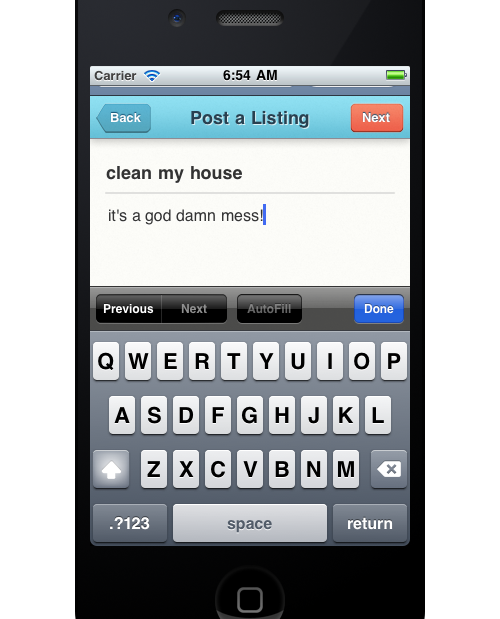 Carrier 6:54 AM
Back Post a Listing Next
clean my house
it's a god damn mess!
Previous Next AutoFill Done
Q W E R T Y U I O P
A S D F G H J K L
Z X C V B N M
.?123 space return